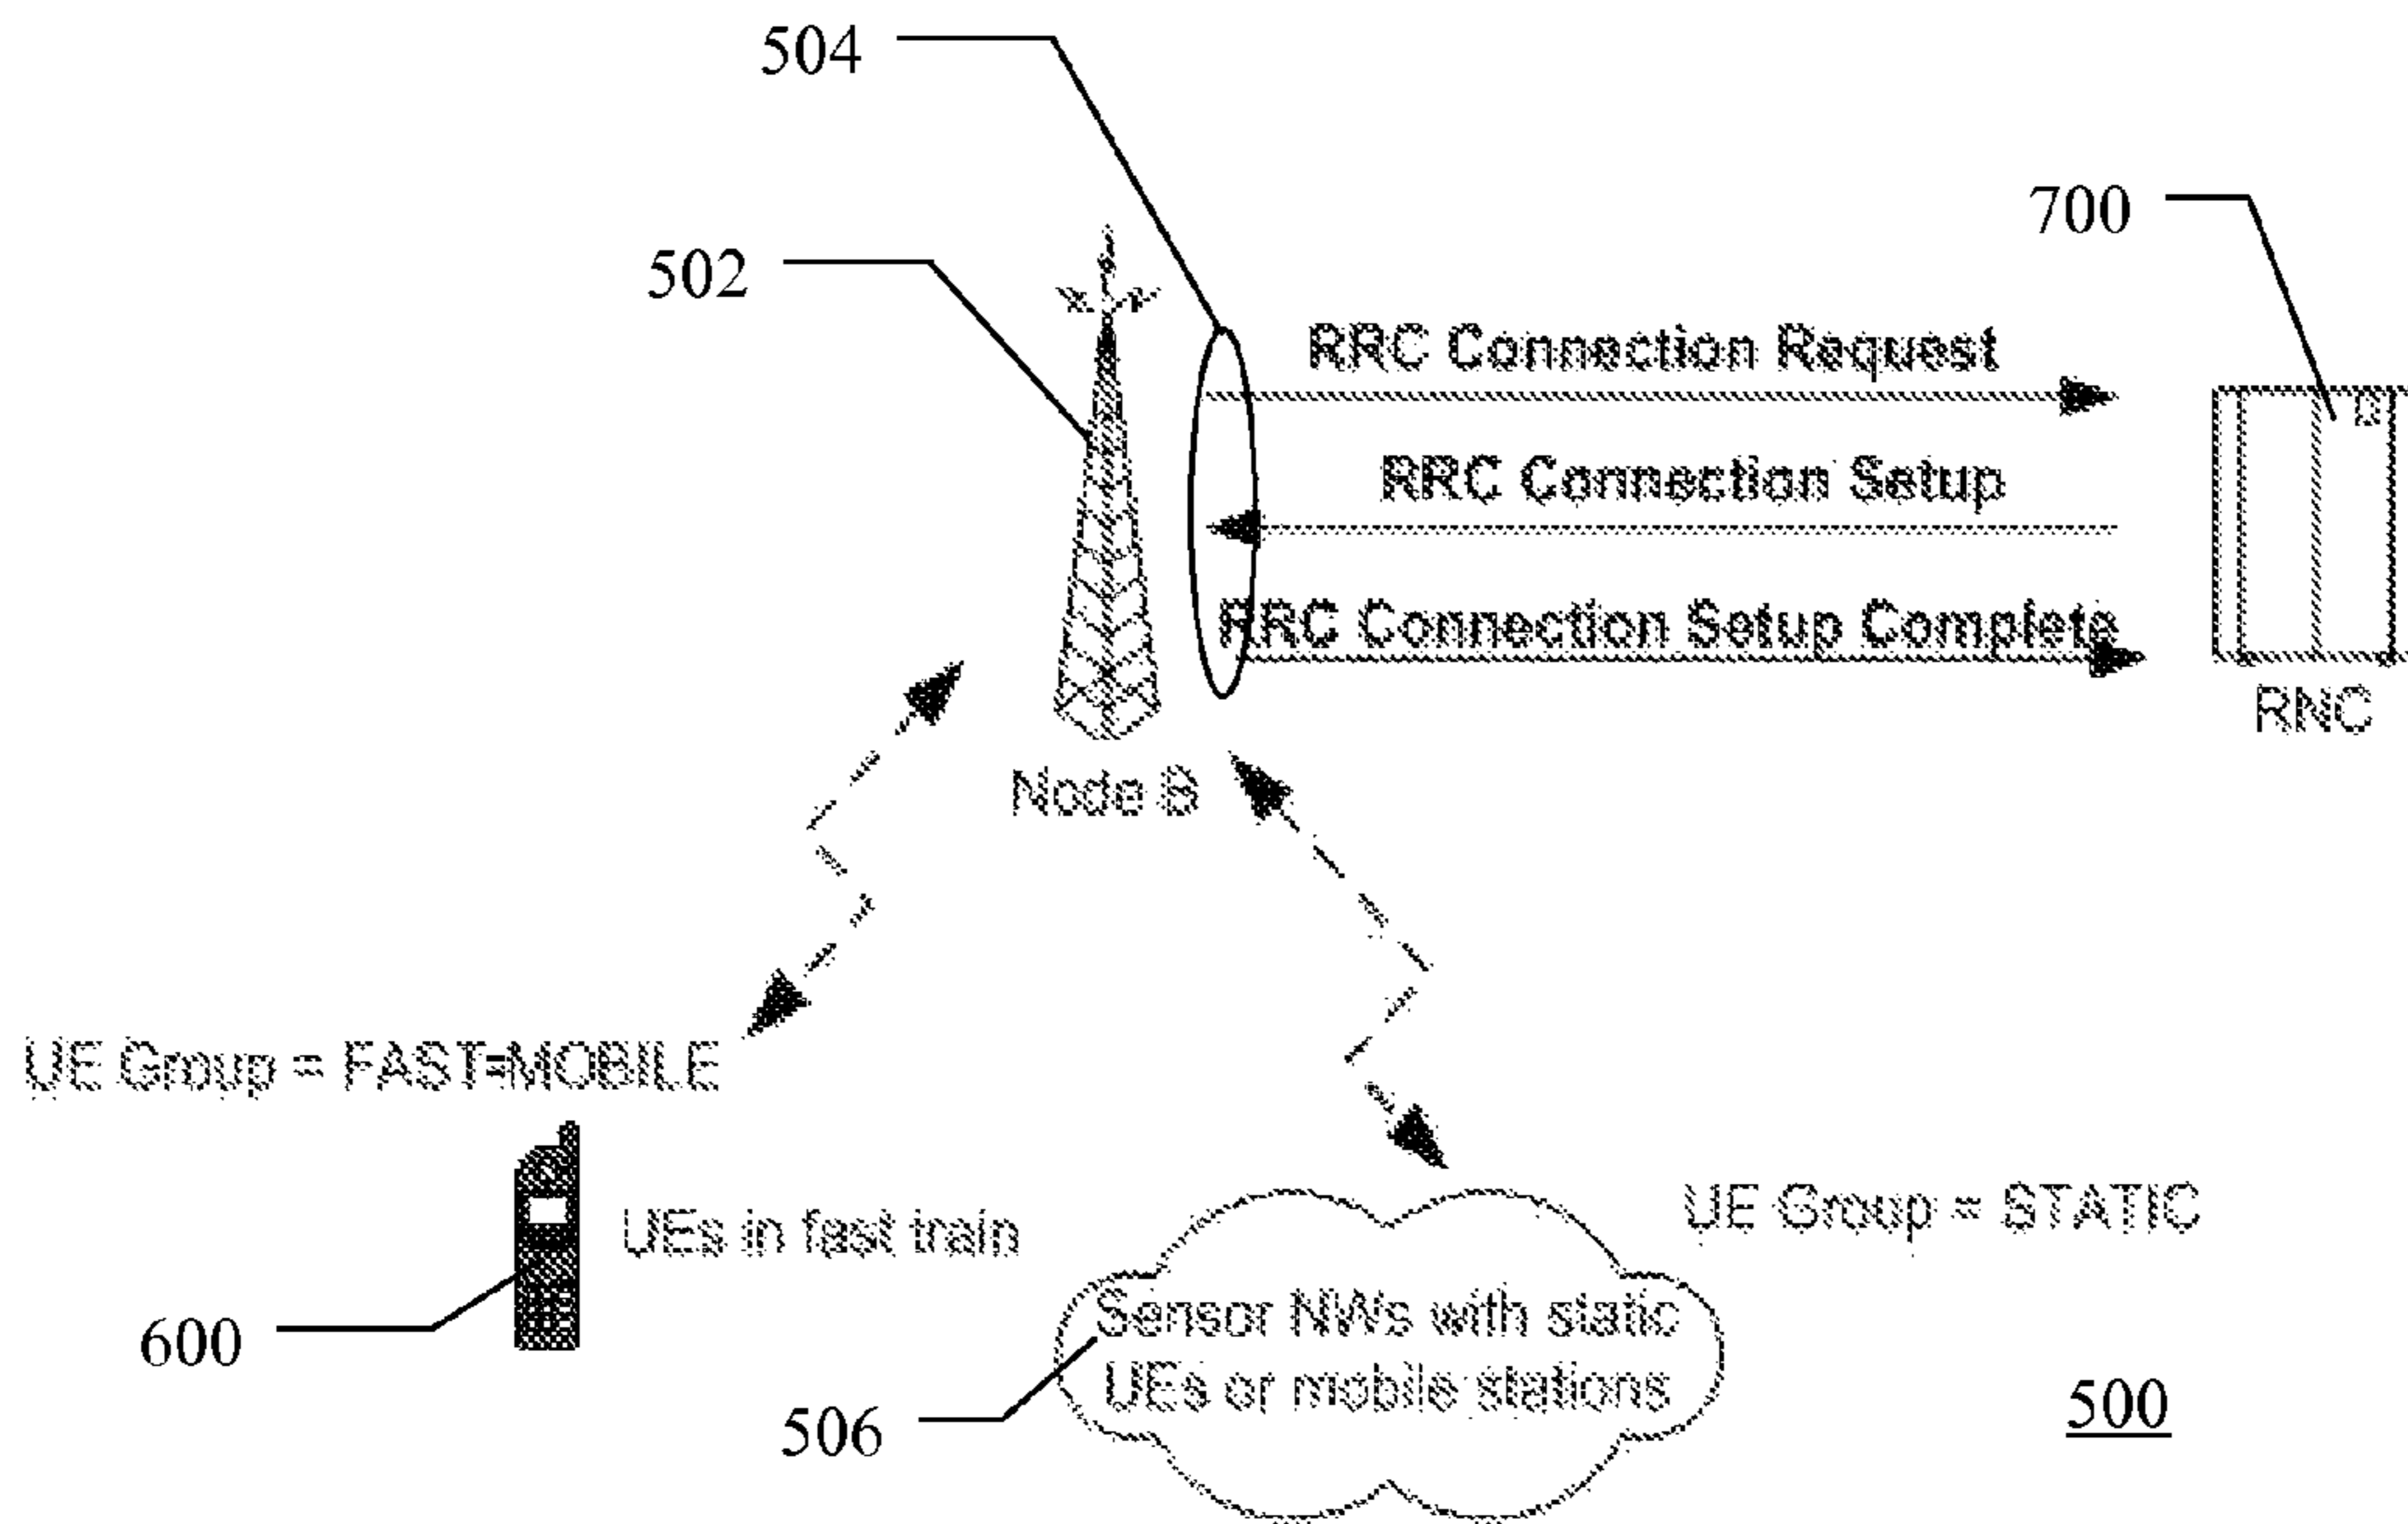 504
700
502
RRC Connection Request
RRC Connection Setup
RRC Connection Setup Complete
RNC
Node B
UE Group = FAST=MOBILE
UEs in fast train
UE Group = STATIC
600
Sensor NWs with static
UEs or mobile stations
506
500